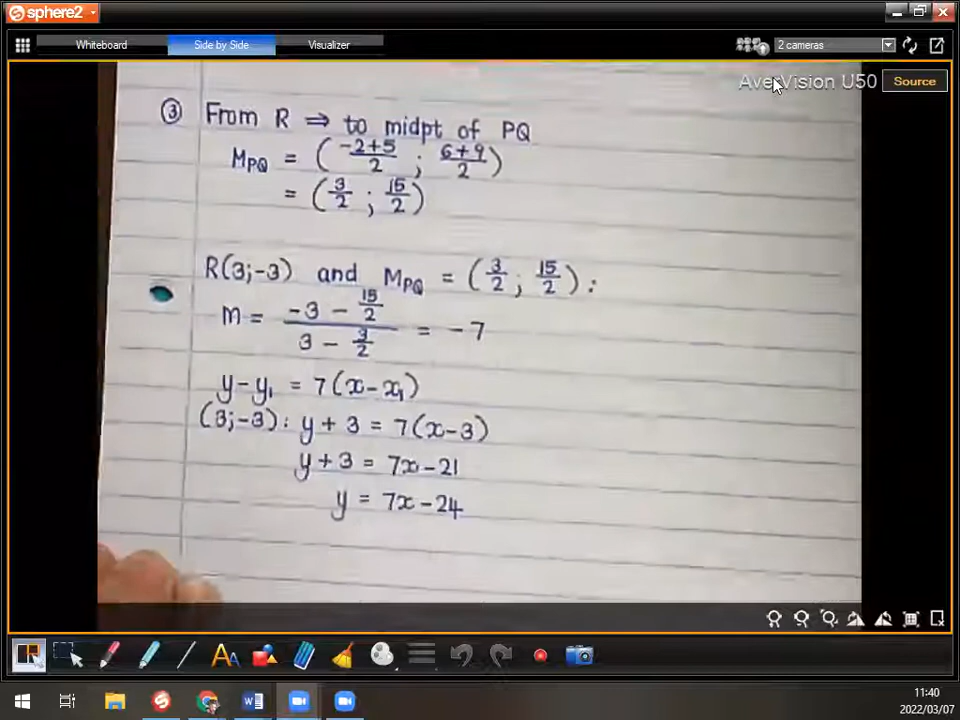 sphere2
Whiteboard Side by Side Visualizer 2 cameras
AverVision U50 Source
③ From R ⇒ to midpt of PQ
M_PQ = (-2+5/2 ; 6+9/2)
= (3/2 ; 15/2)
R(3;-3) and M_PQ = (3/2 ; 15/2) :
m = (-3 - 15/2)/(3 - 3/2) = -7
y-y₁ = 7(x-x₁)
(3;-3): y + 3 = 7(x-3)
y + 3 = 7x-21
y = 7x-24
11:40
2022/03/07